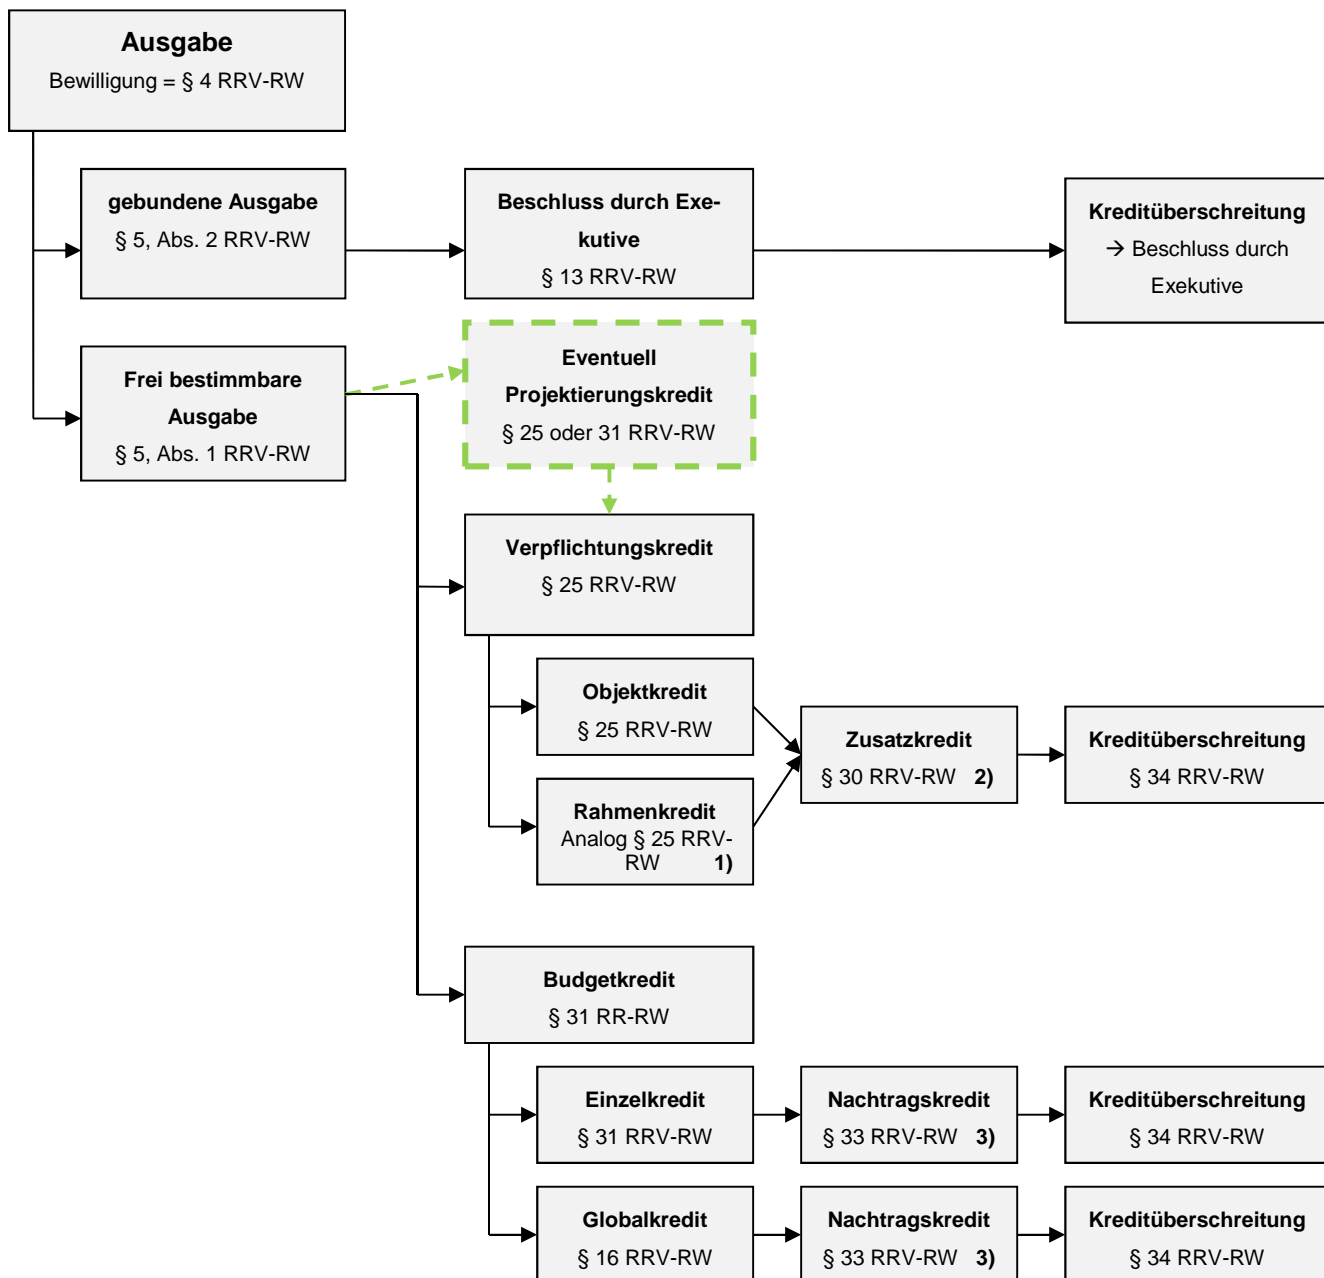 Ausgabe
Bewilligung = § 4 RRV-RW
gebundene Ausgabe
§ 5, Abs. 2 RRV-RW
Beschluss durch Exe-
kutive
§ 13 RRV-RW
Kreditüberschreitung
→ Beschluss durch
Exekutive
Frei bestimmbare
Ausgabe
§ 5, Abs. 1 RRV-RW
Eventuell
Projektierungskredit
§ 25 oder 31 RRV-RW
Verpflichtungskredit
§ 25 RRV-RW
Objektkredit
§ 25 RRV-RW
Rahmenkredit
Analog § 25 RRV-
RW 1)
Zusatzkredit
§ 30 RRV-RW 2)
Kreditüberschreitung
§ 34 RRV-RW
Budgetkredit
§ 31 RR-RW
Einzelkredit
§ 31 RRV-RW
Nachtragskredit
§ 33 RRV-RW 3)
Kreditüberschreitung
§ 34 RRV-RW
Globalkredit
§ 16 RRV-RW
Nachtragskredit
§ 33 RRV-RW 3)
Kreditüberschreitung
§ 34 RRV-RW